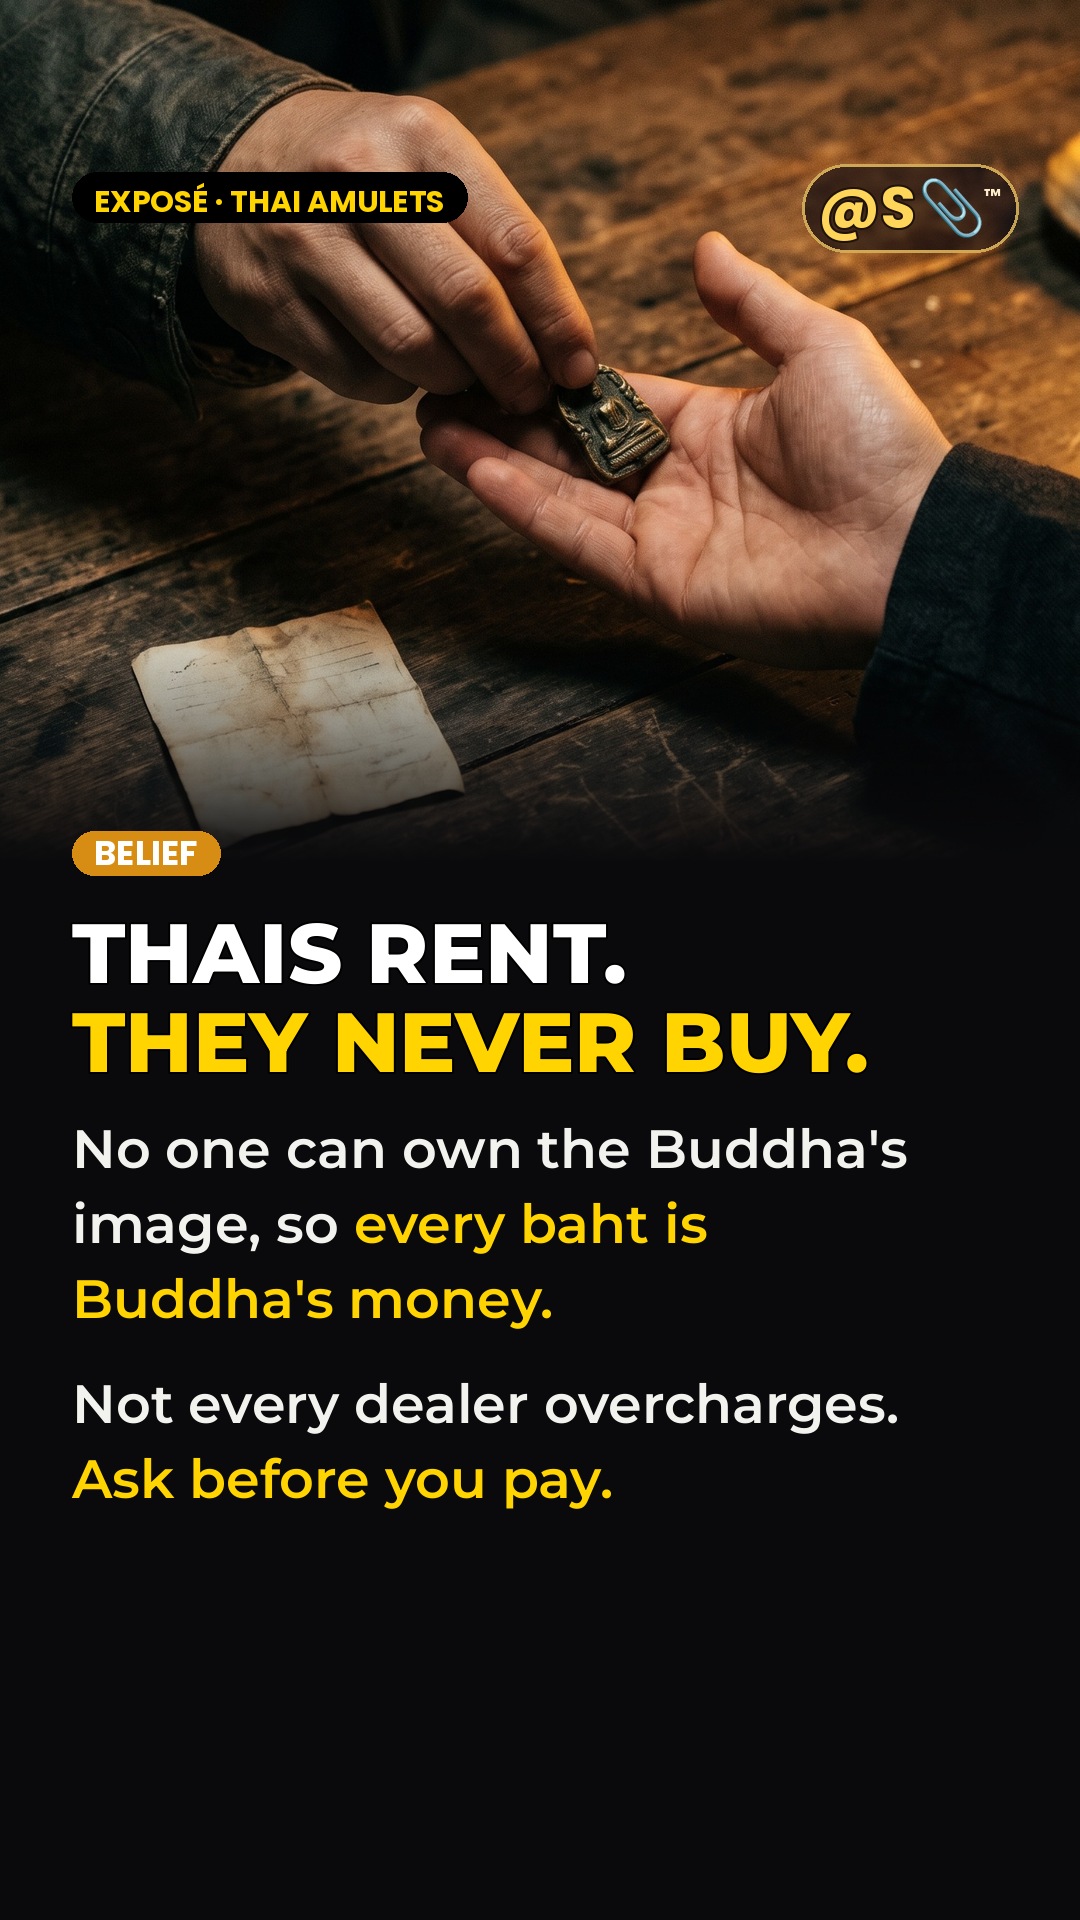 EXPOSÉ · THAI AMULETS
@S📎™
BELIEF
THAIS RENT.
THEY NEVER BUY.
No one can own the Buddha's
image, so every baht is
Buddha's money.
Not every dealer overcharges.
Ask before you pay.